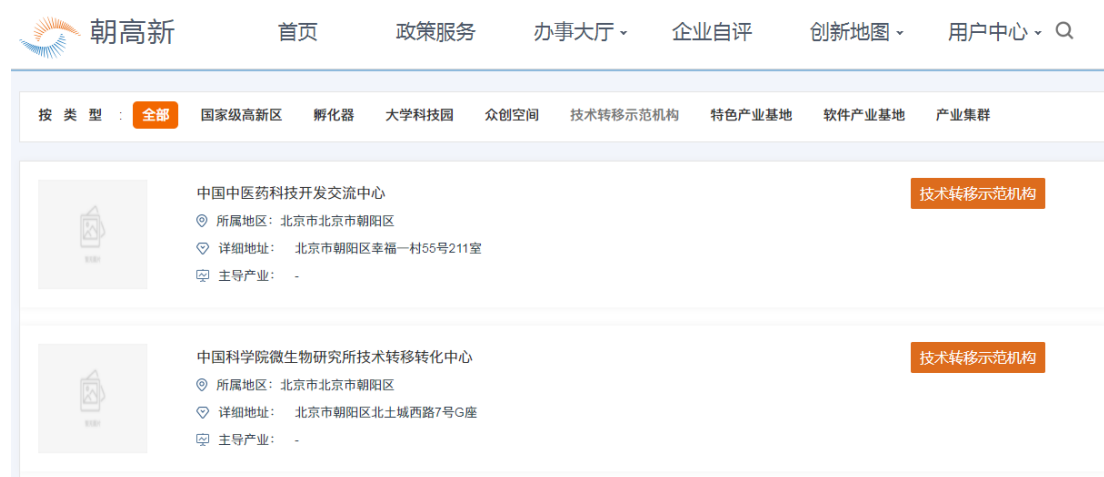 朝高新 首页 政策服务 办事大厅 企业自评 创新地图 用户中心
按 类 型 : 全部 国家级高新区 孵化器 大学科技园 众创空间 技术转移示范机构 特色产业基地 软件产业基地 产业集群
中国中医药科技开发交流中心 技术转移示范机构
所属地区：北京市北京市朝阳区
详细地址： 北京市朝阳区幸福一村55号211室
主导产业： -
中国科学院微生物研究所技术转移转化中心 技术转移示范机构
所属地区：北京市北京市朝阳区
详细地址： 北京市朝阳区北土城西路7号G座
主导产业： -